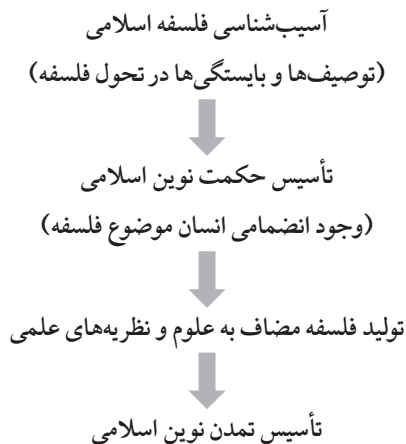 آسیب‌شناسی فلسفه اسلامی
(توصیف‌ها و بایستگی‌ها در تحول فلسفه)
تأسیس حکمت نوین اسلامی
(وجود انضمامی انسان موضوع فلسفه)
تولید فلسفه مضاف به علوم و نظریه‌های علمی
تأسیس تمدن نوین اسلامی